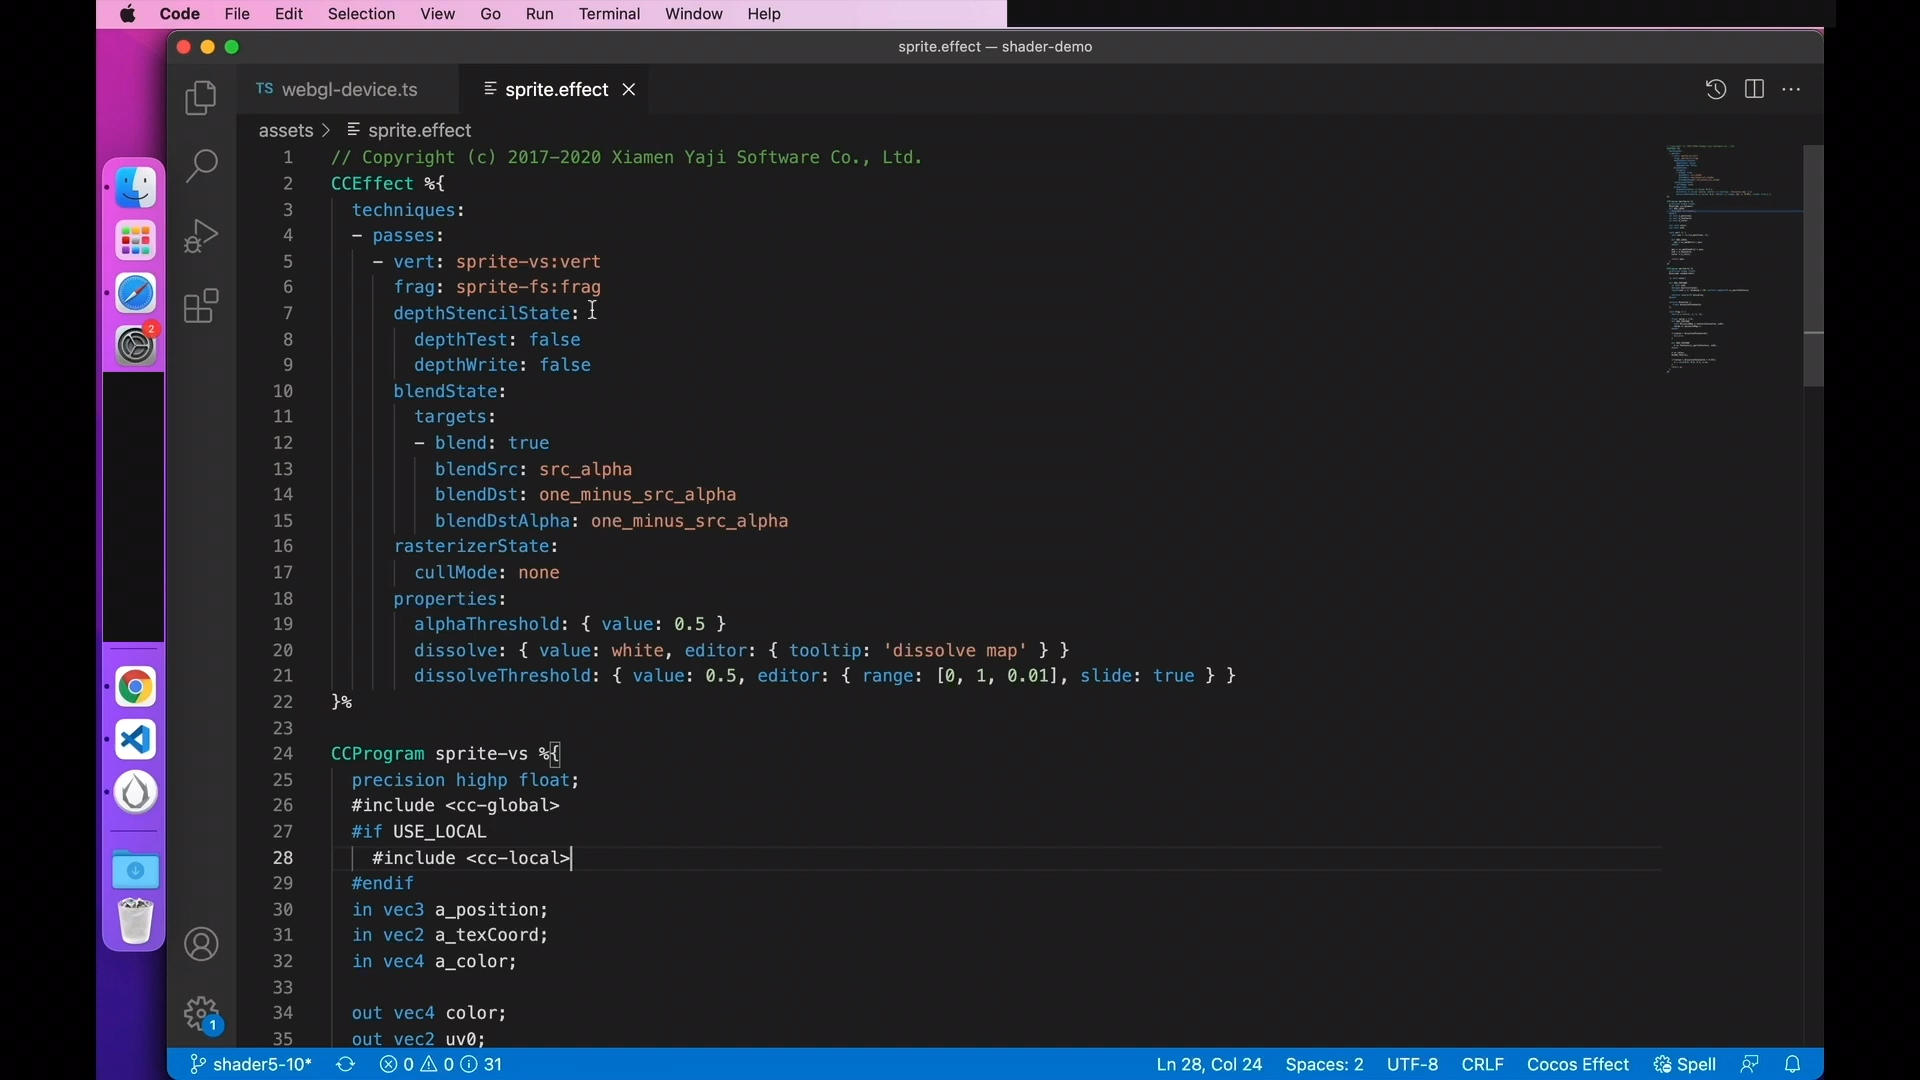 Code File Edit Selection View Go Run Terminal Window Help
sprite.effect — shader-demo
TS webgl-device.ts sprite.effect
assets > sprite.effect
1 // Copyright (c) 2017-2020 Xiamen Yaji Software Co., Ltd.
2 CCEffect %{
3 techniques:
4 - passes:
5 - vert: sprite-vs:vert
6 frag: sprite-fs:frag
7 depthStencilState:
8 depthTest: false
9 depthWrite: false
10 blendState:
11 targets:
12 - blend: true
13 blendSrc: src_alpha
14 blendDst: one_minus_src_alpha
15 blendDstAlpha: one_minus_src_alpha
16 rasterizerState:
17 cullMode: none
18 properties:
19 alphaThreshold: { value: 0.5 }
20 dissolve: { value: white, editor: { tooltip: 'dissolve map' } }
21 dissolveThreshold: { value: 0.5, editor: { range: [0, 1, 0.01], slide: true } }
22 }%
23
24 CCProgram sprite-vs %{
25 precision highp float;
26 #include <cc-global>
27 #if USE_LOCAL
28 #include <cc-local>
29 #endif
30 in vec3 a_position;
31 in vec2 a_texCoord;
32 in vec4 a_color;
33
34 out vec4 color;
35 out vec2 uv0;
2
1
shader5-10* 0 0 31 Ln 28, Col 24 Spaces: 2 UTF-8 CRLF Cocos Effect Spell